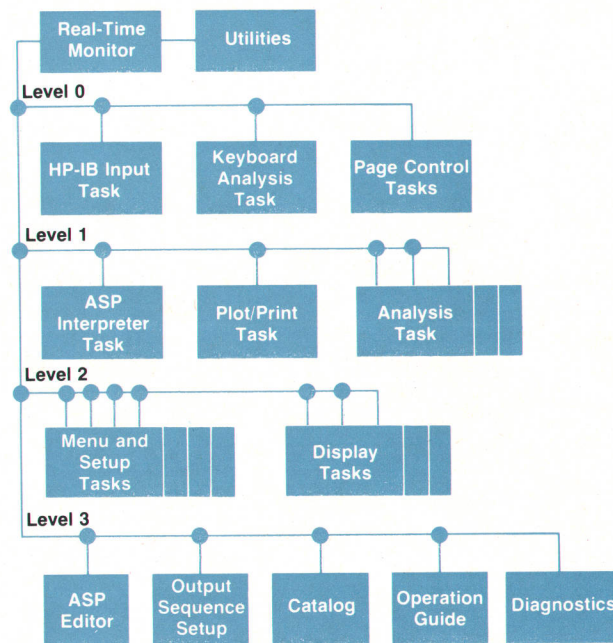 Real-Time
Monitor
Utilities
Level 0
HP-IB Input
Task
Keyboard
Analysis
Task
Page Control
Tasks
Level 1
ASP
Interpreter
Task
Plot/Print
Task
Analysis
Task
Level 2
Menu and
Setup
Tasks
Display
Tasks
Level 3
ASP
Editor
Output
Sequence
Setup
Catalog
Operation
Guide
Diagnostics